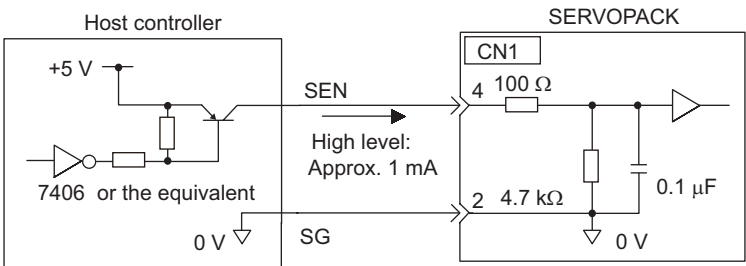 Host controller
SERVOPACK
CN1
+5 V
SEN
4
100 Ω
High level:
Approx. 1 mA
7406 or the equivalent
2
4.7 kΩ
0.1 μF
0 V
SG
0 V